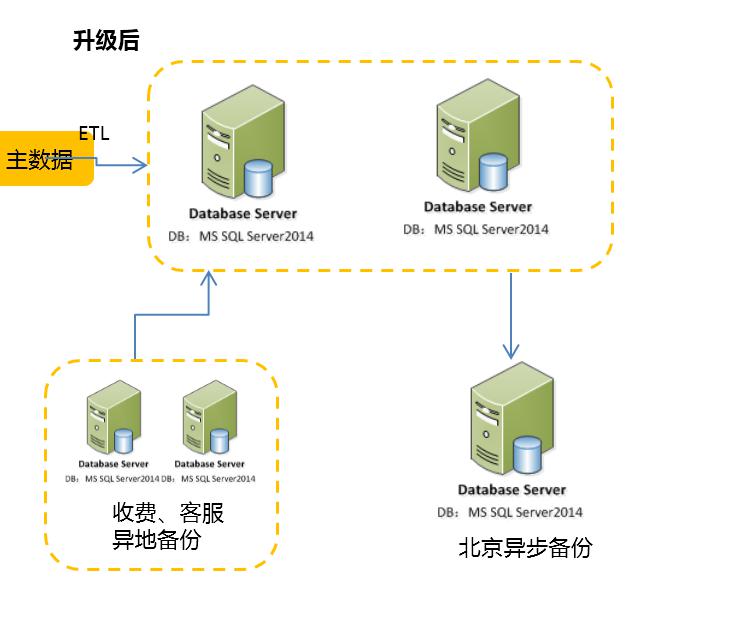 升级后
ETL
主数据
Database Server
DB：MS SQL Server2014
Database Server
DB：MS SQL Server2014
Database Server
DB：MS SQL Server2014
Database Server
DB：MS SQL Server2014
收费、客服
异地备份
Database Server
DB：MS SQL Server2014
北京异步备份